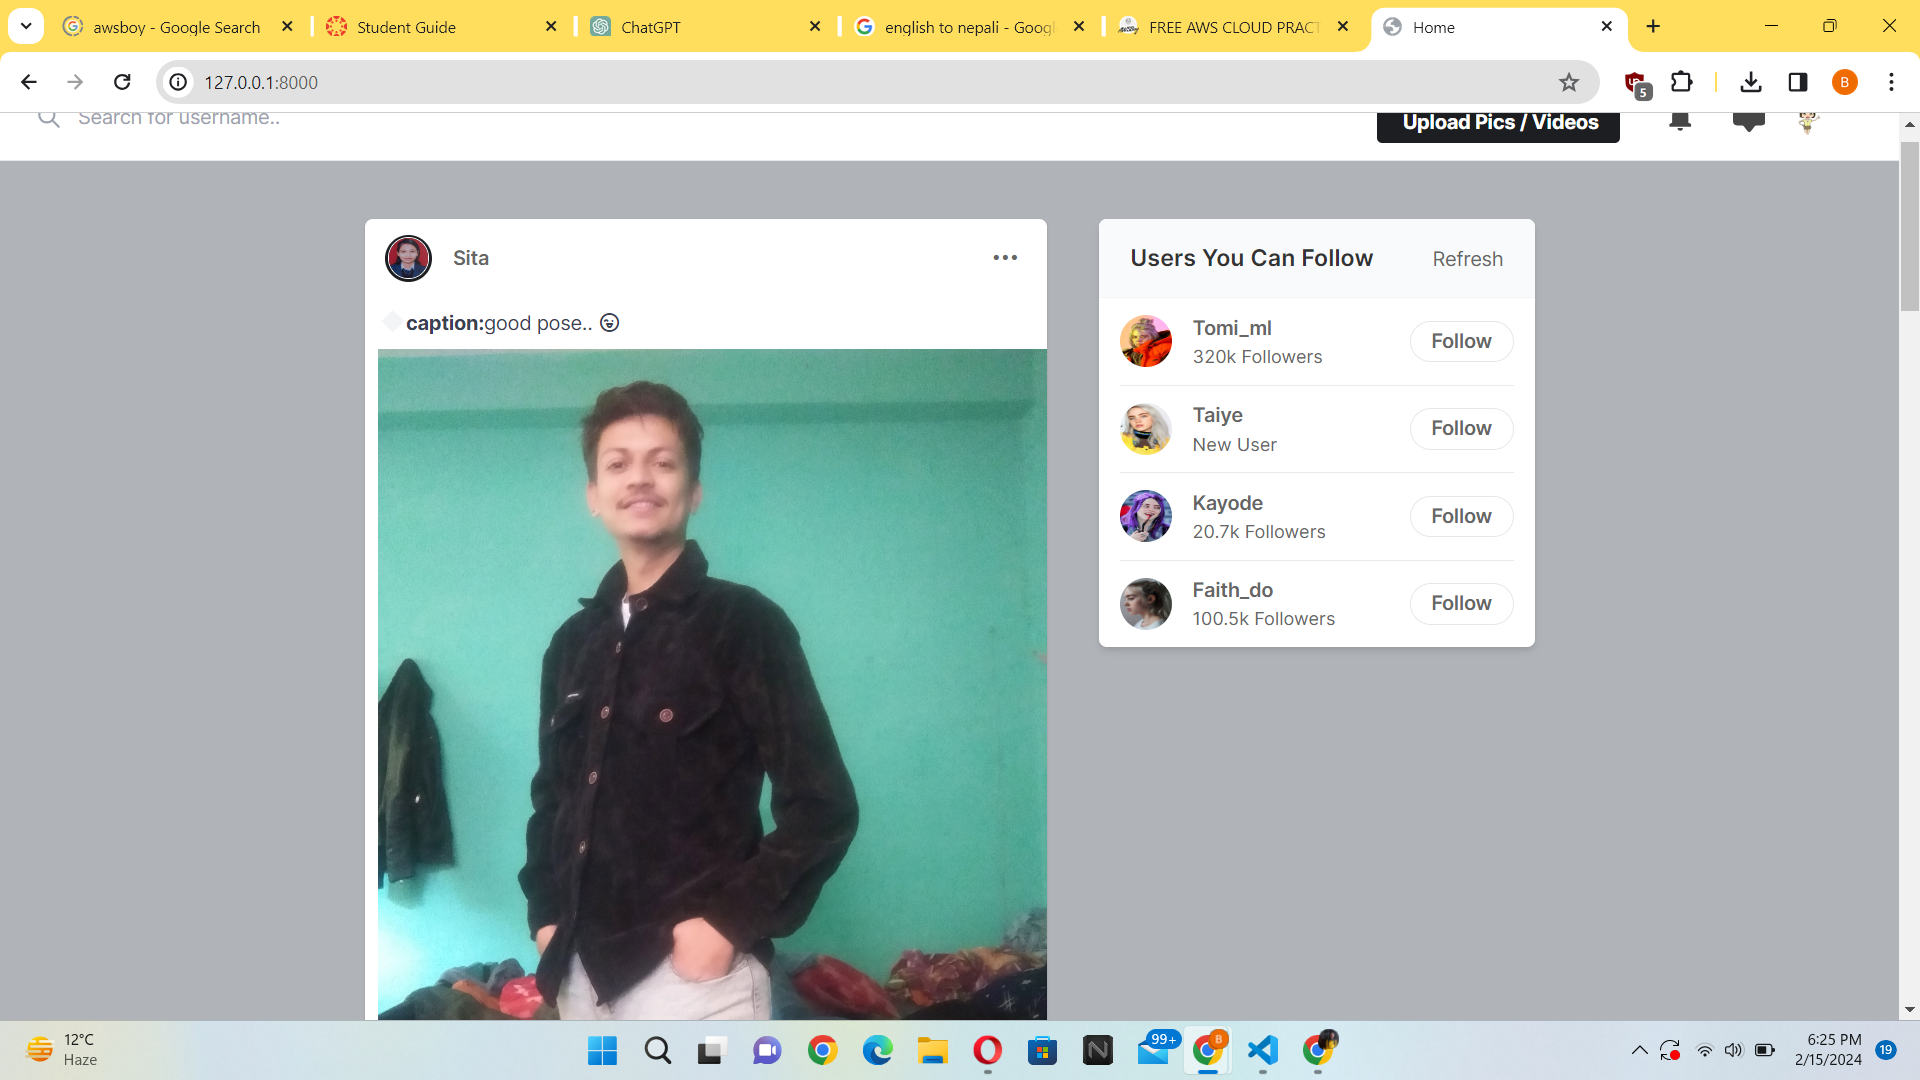 awsboy - Google Search
Student Guide
ChatGPT
english to nepali - Googl
FREE AWS CLOUD PRACT
Home
127.0.0.1:8000
5
B
Search for username..
Upload Pics / Videos
Sita
caption:good pose.. 😜
Users You Can Follow
Refresh
Tomi_ml
320k Followers
Follow
Taiye
New User
Follow
Kayode
20.7k Followers
Follow
Faith_do
100.5k Followers
Follow
12°C
Haze
99+
B
6:25 PM
2/15/2024
19